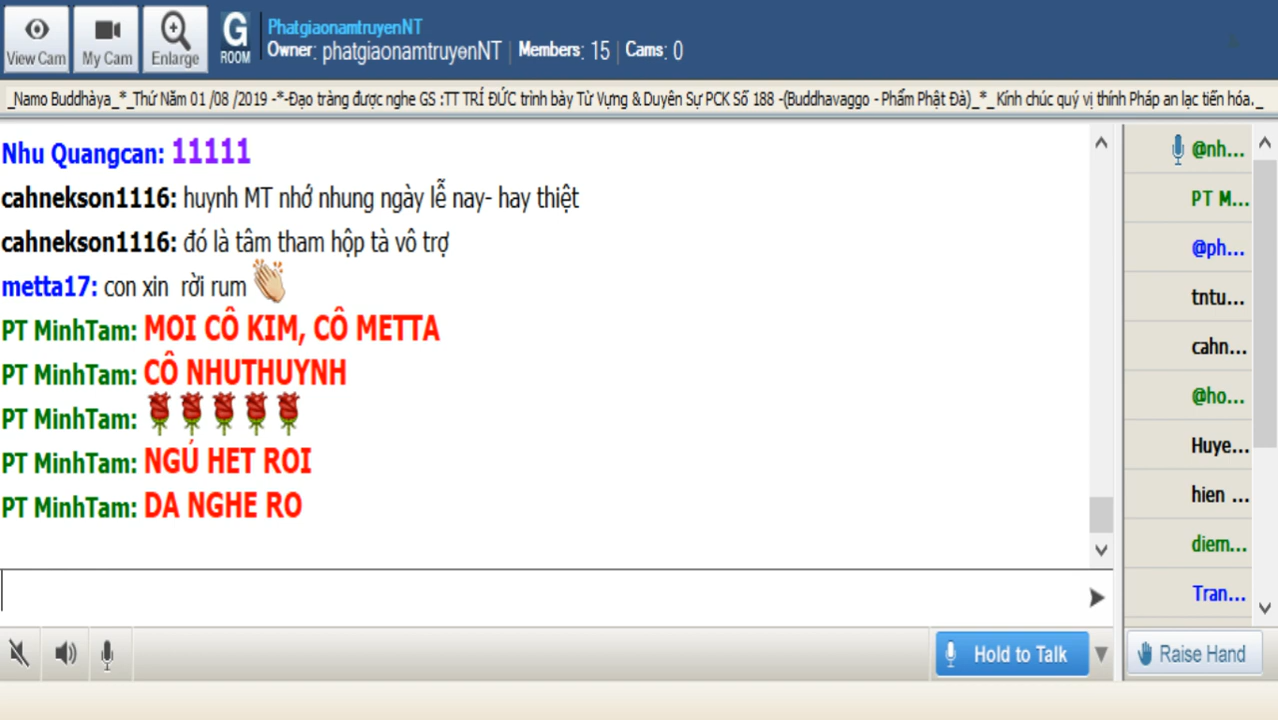 View Cam
My Cam
Enlarge
G
ROOM
PhatgiaonamtruyenNT
Owner: phatgiaonamtruyenNT | Members: 15 | Cams: 0
_Namo Buddhàya_*_Thứ Năm 01 /08 /2019 -*-Đạo tràng được nghe GS :TT TRÍ ĐỨC trình bày Từ Vựng & Duyên Sự PCK Số 188 -(Buddhavaggo - Phẩm Phật Đà)_*_ Kính chúc quý vị thính Pháp an lạc tiến hóa._
Nhu Quangcan: 11111
cahnekson1116: huynh MT nhớ nhung ngày lễ nay- hay thiệt
cahnekson1116: đó là tâm tham hộp tà vô trợ
metta17: con xin rời rum 👏
PT MinhTam: MOI CÔ KIM, CÔ METTA
PT MinhTam: CÔ NHUTHUYNH
PT MinhTam: 🌹🌹🌹🌹🌹
PT MinhTam: NGÚ HET ROI
PT MinhTam: DA NGHE RO
@nh...
PT M...
@ph...
tntu...
cahn...
@ho...
Huye...
hien ...
diem...
Tran...
Hold to Talk
Raise Hand